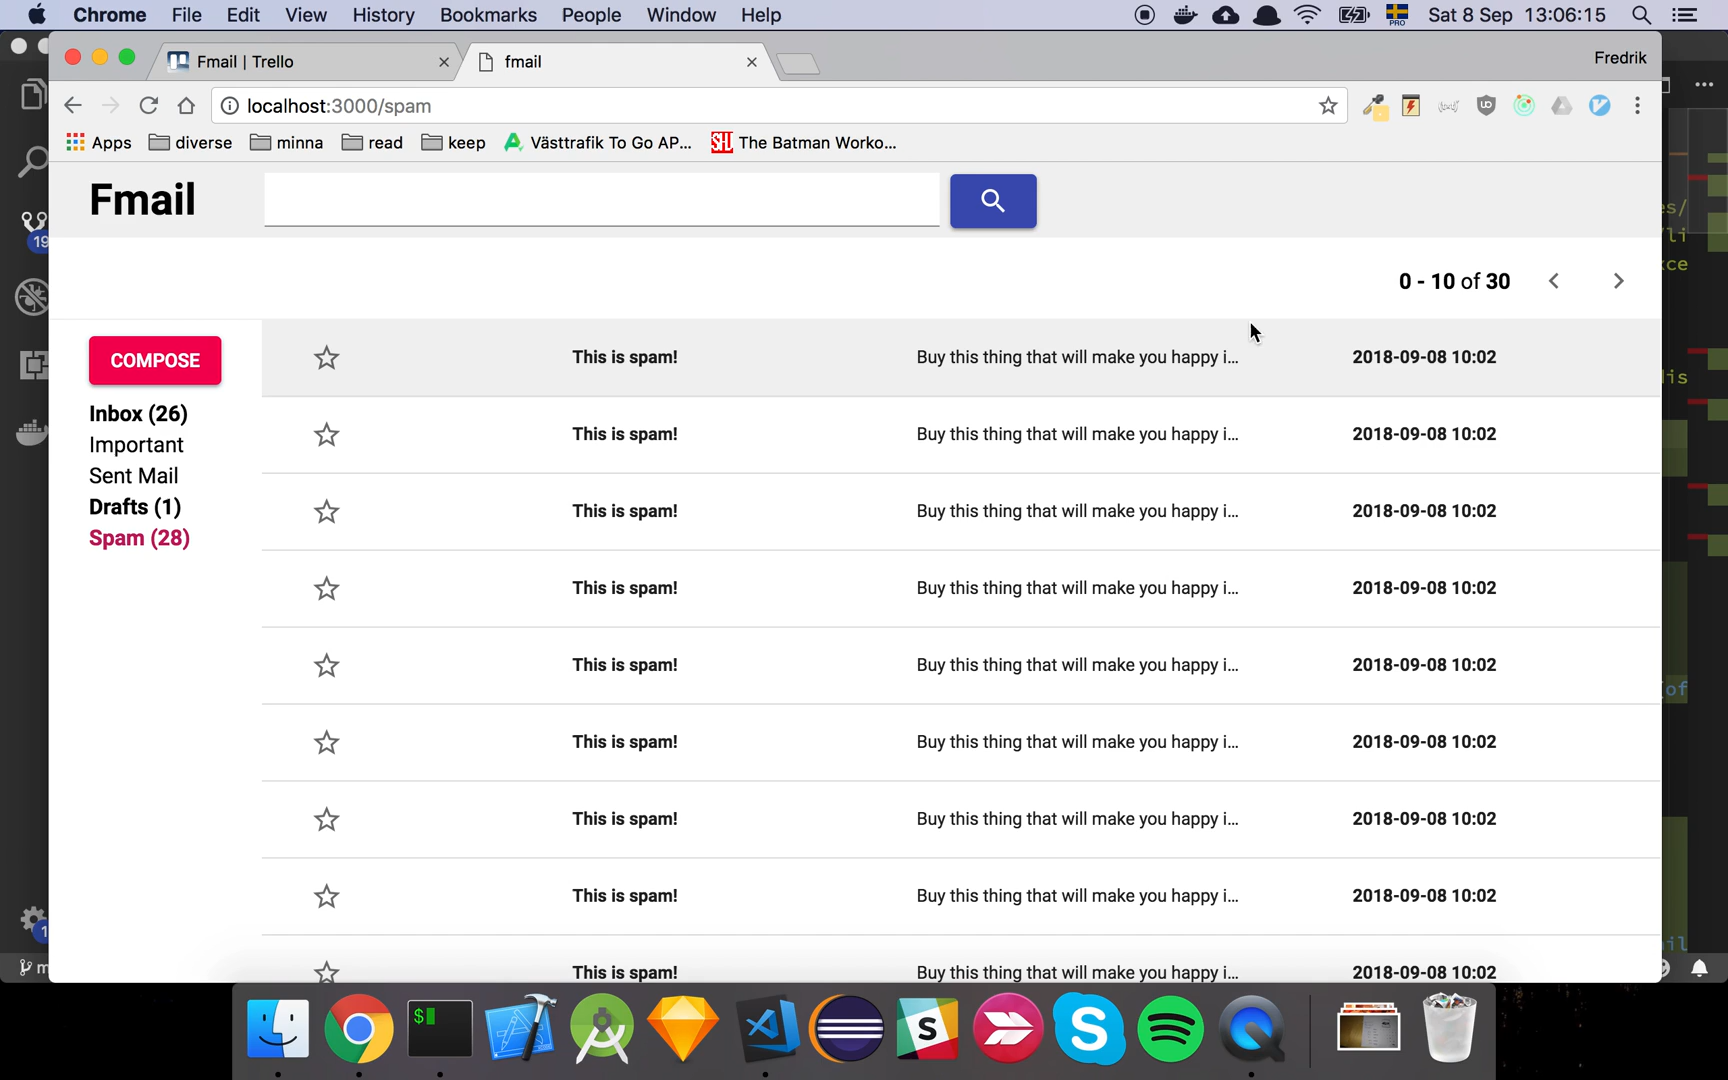 Chrome File Edit View History Bookmarks People Window Help PRO Sat 8 Sep 13:06:15
Fmail | Trello fmail Fredrik
localhost:3000/spam
Apps diverse minna read keep Västtrafik To Go AP... The Batman Worko...
Fmail
0 - 10 of 30
COMPOSE
Inbox (26)
Important
Sent Mail
Drafts (1)
Spam (28)
This is spam! Buy this thing that will make you happy i... 2018-09-08 10:02
This is spam! Buy this thing that will make you happy i... 2018-09-08 10:02
This is spam! Buy this thing that will make you happy i... 2018-09-08 10:02
This is spam! Buy this thing that will make you happy i... 2018-09-08 10:02
This is spam! Buy this thing that will make you happy i... 2018-09-08 10:02
This is spam! Buy this thing that will make you happy i... 2018-09-08 10:02
This is spam! Buy this thing that will make you happy i... 2018-09-08 10:02
This is spam! Buy this thing that will make you happy i... 2018-09-08 10:02
This is spam! Buy this thing that will make you happy i... 2018-09-08 10:02
19
1
$
S